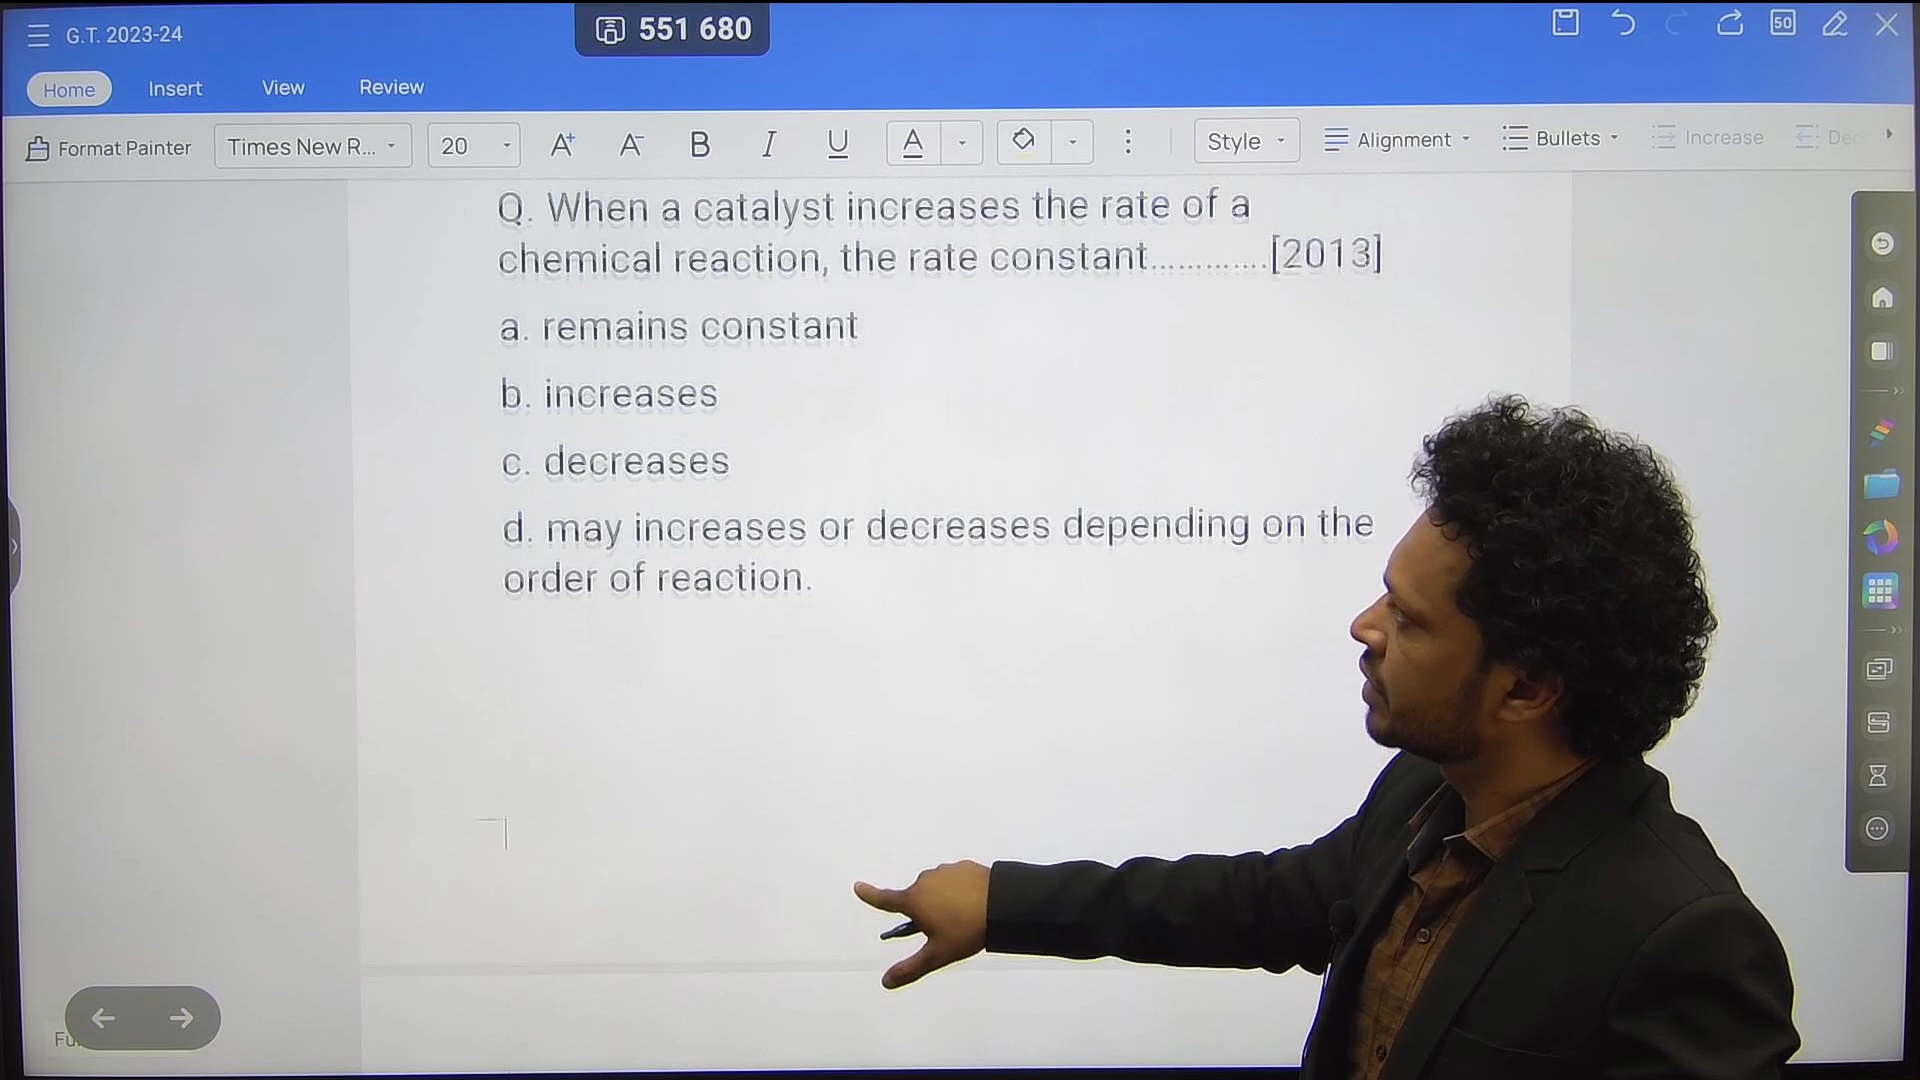 G.T. 2023-24
551 680
50
Home Insert View Review
Format Painter Times New R... 20 A+ A- B I U A Style Alignment Bullets Increase Dec
Q. When a catalyst increases the rate of a
chemical reaction, the rate constant.............[2013]
a. remains constant
b. increases
c. decreases
d. may increases or decreases depending on the
order of reaction.